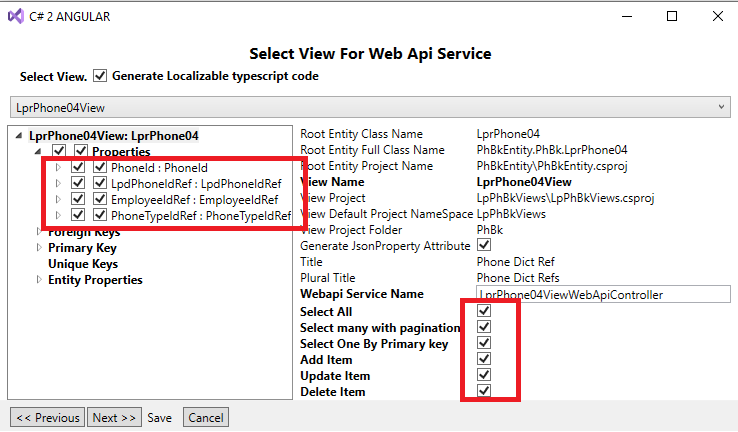 C# 2 ANGULAR
Select View For Web Api Service
Select View. Generate Localizable typescript code
LprPhone04View
LprPhone04View: LprPhone04
Properties
PhoneId : PhoneId
LpdPhoneIdRef : LpdPhoneIdRef
EmployeeIdRef : EmployeeIdRef
PhoneTypeIdRef : PhoneTypeIdRef
Foreign Keys
Primary Key
Unique Keys
Entity Properties
Root Entity Class Name LprPhone04
Root Entity Full Class Name PhBkEntity.PhBk.LprPhone04
Root Entity Project Name PhBkEntity\PhBkEntity.csproj
View Name LprPhone04View
View Project LpPhBkViews\LpPhBkViews.csproj
View Default Project NameSpace LpPhBkViews
View Project Folder PhBk
Generate JsonProperty Attribute
Title Phone Dict Ref
Plural Title Phone Dict Refs
Webapi Service Name LprPhone04ViewWebApiController
Select All
Select many with pagination
Select One By Primary key
Add Item
Update Item
Delete Item
<< Previous Next >> Save Cancel